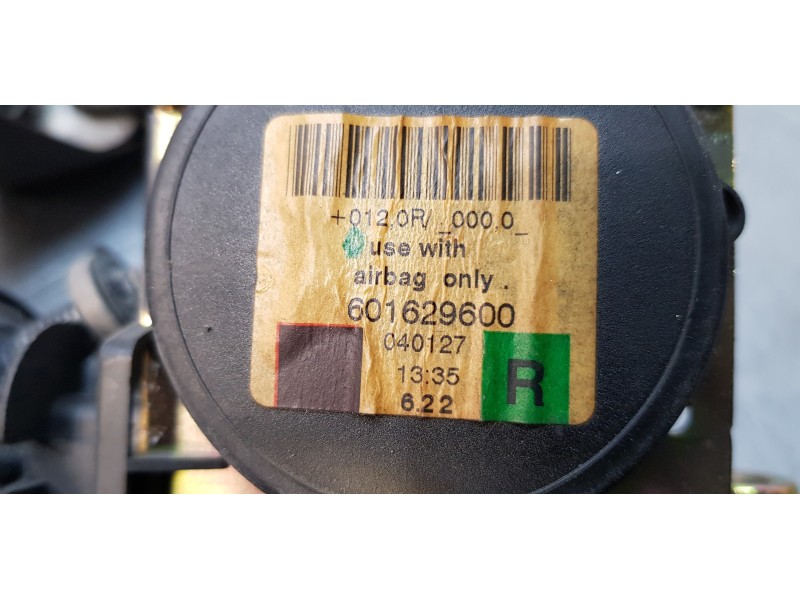 +012.0R/ _000.0_
use with
airbag only .
601629600
040127
13:35
6.22
R